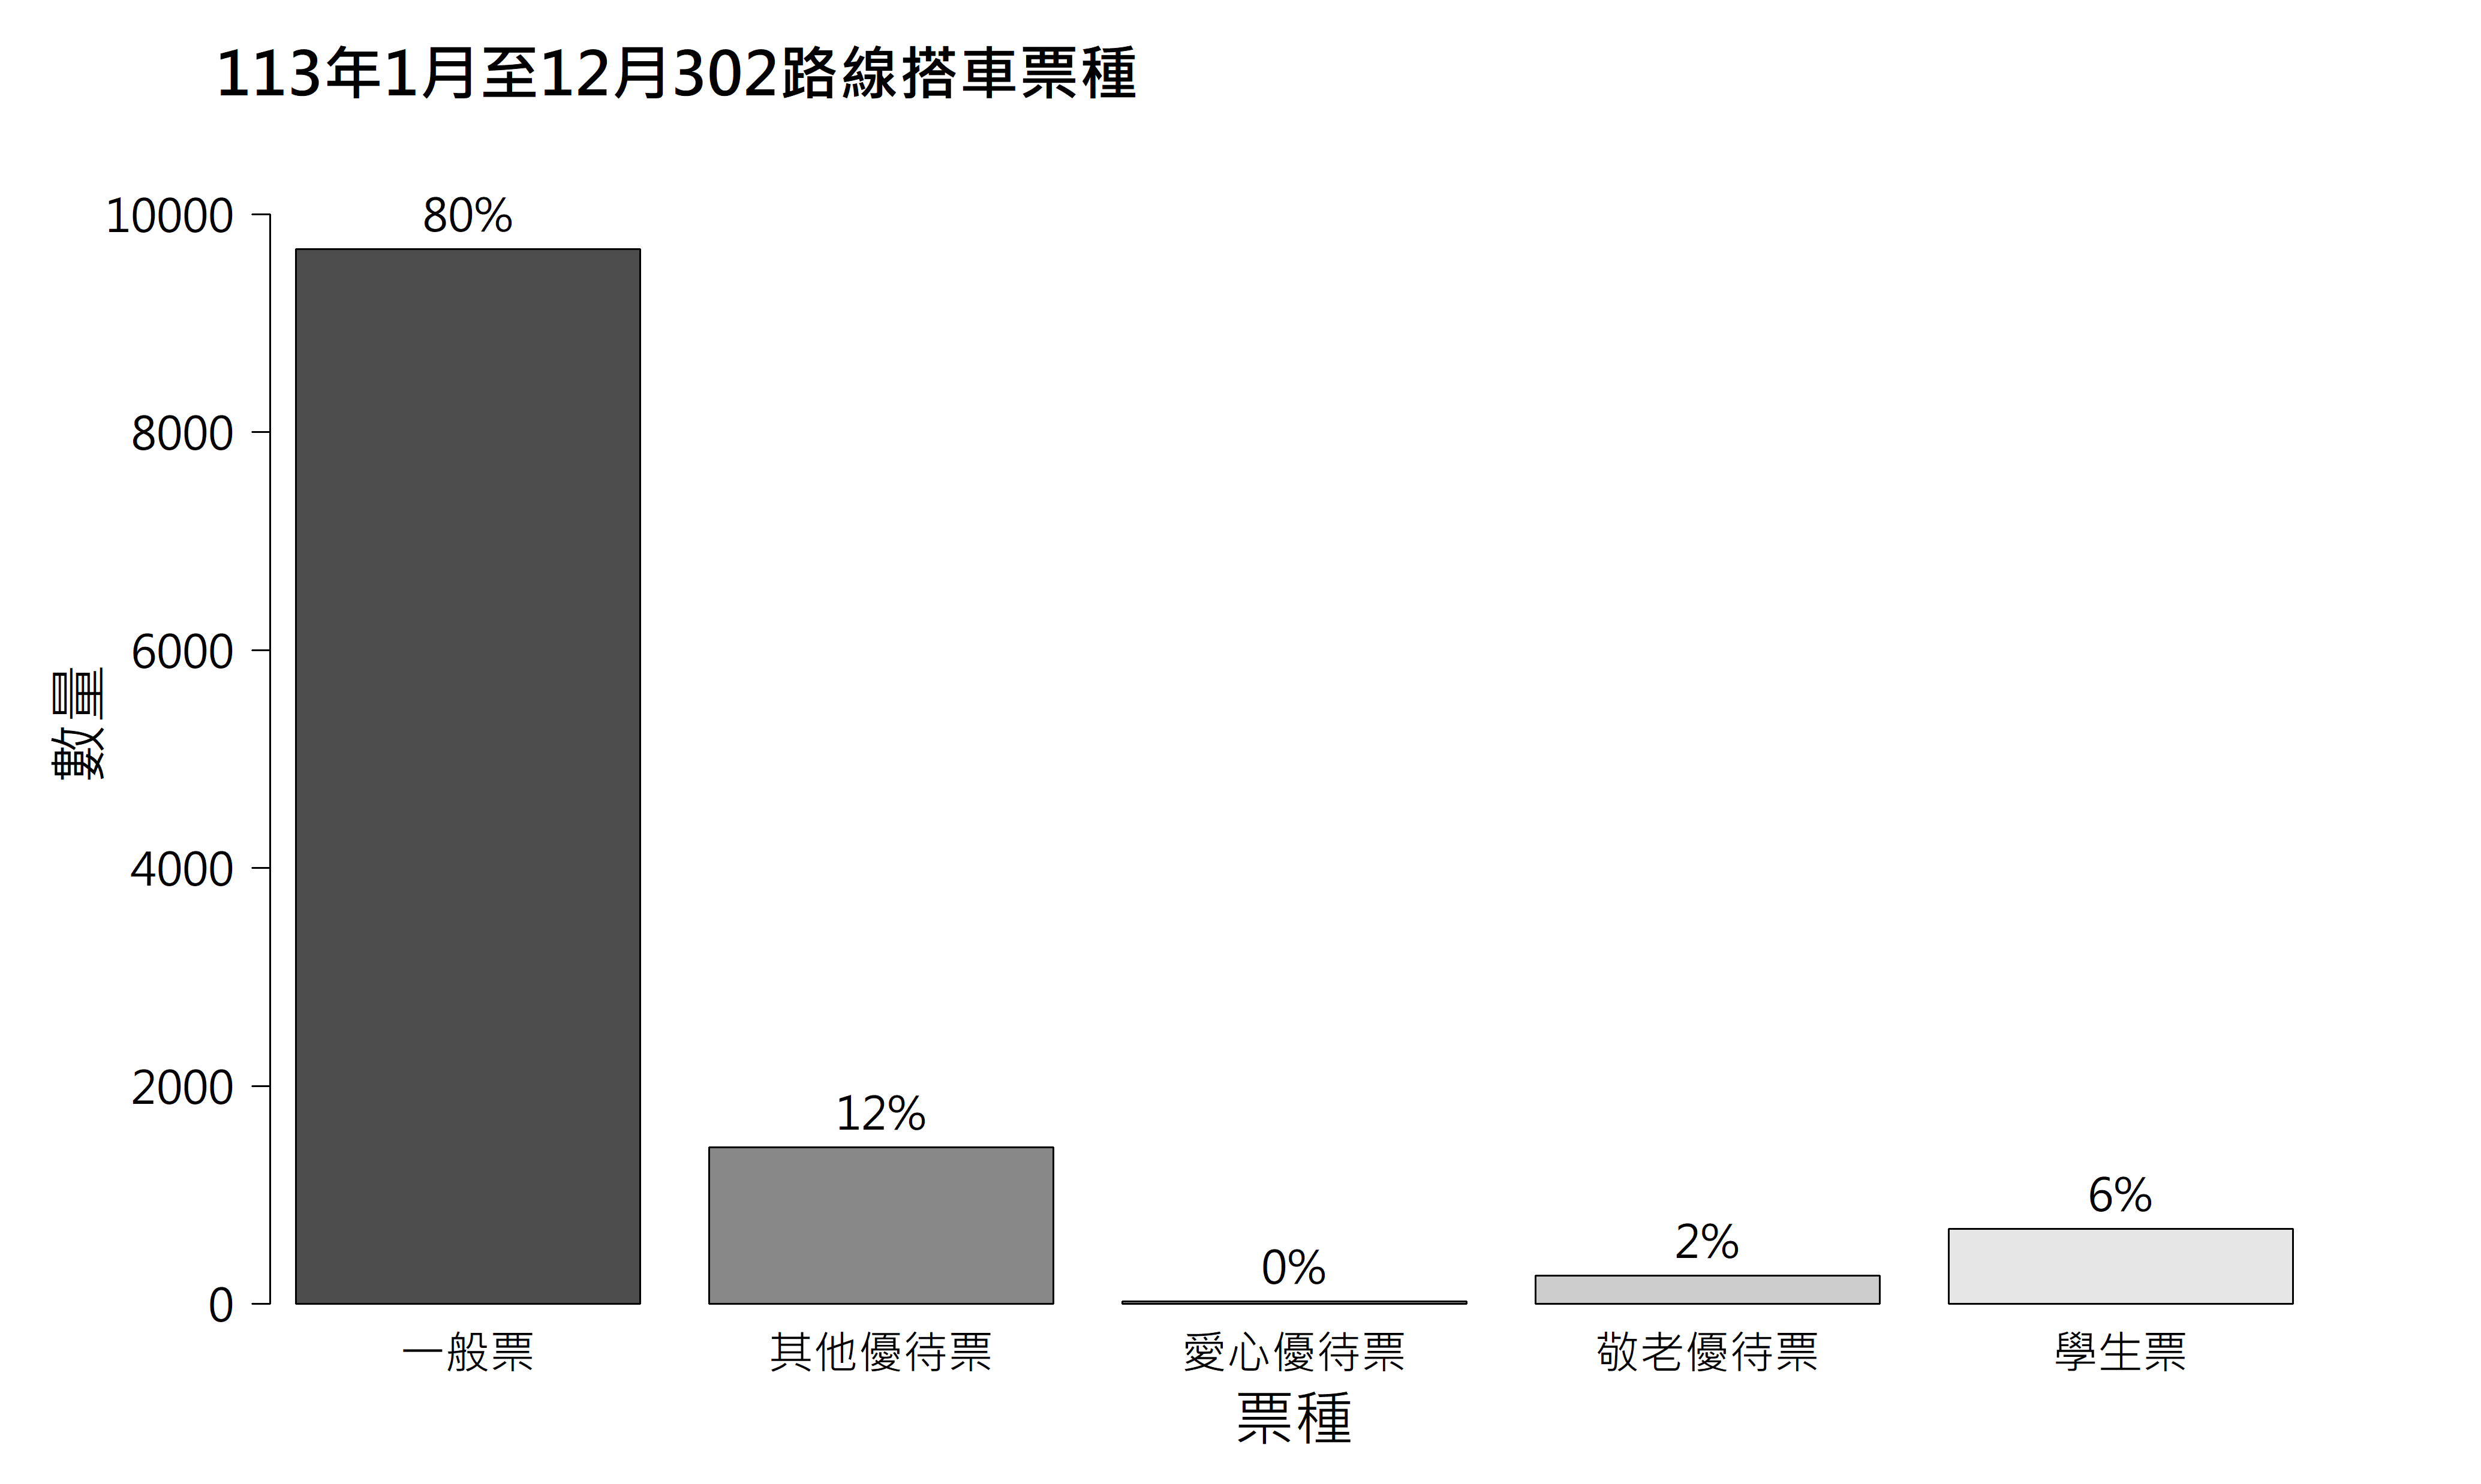 113年1月至12月302路線搭車票種
數量
10000
8000
6000
4000
2000
0
80%
12%
0%
2%
6%
一般票
其他優待票
愛心優待票
敬老優待票
學生票
票種